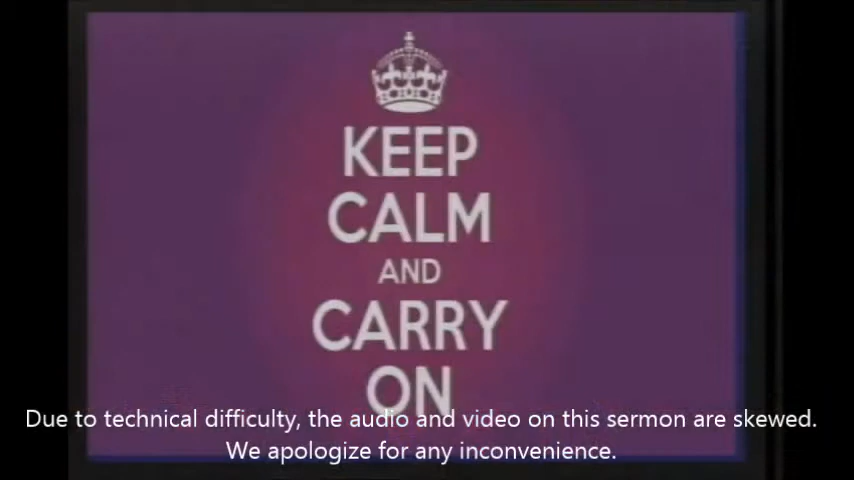 KEEP
CALM
AND
CARRY
ON
Due to technical difficulty, the audio and video on this sermon are skewed.
We apologize for any inconvenience.